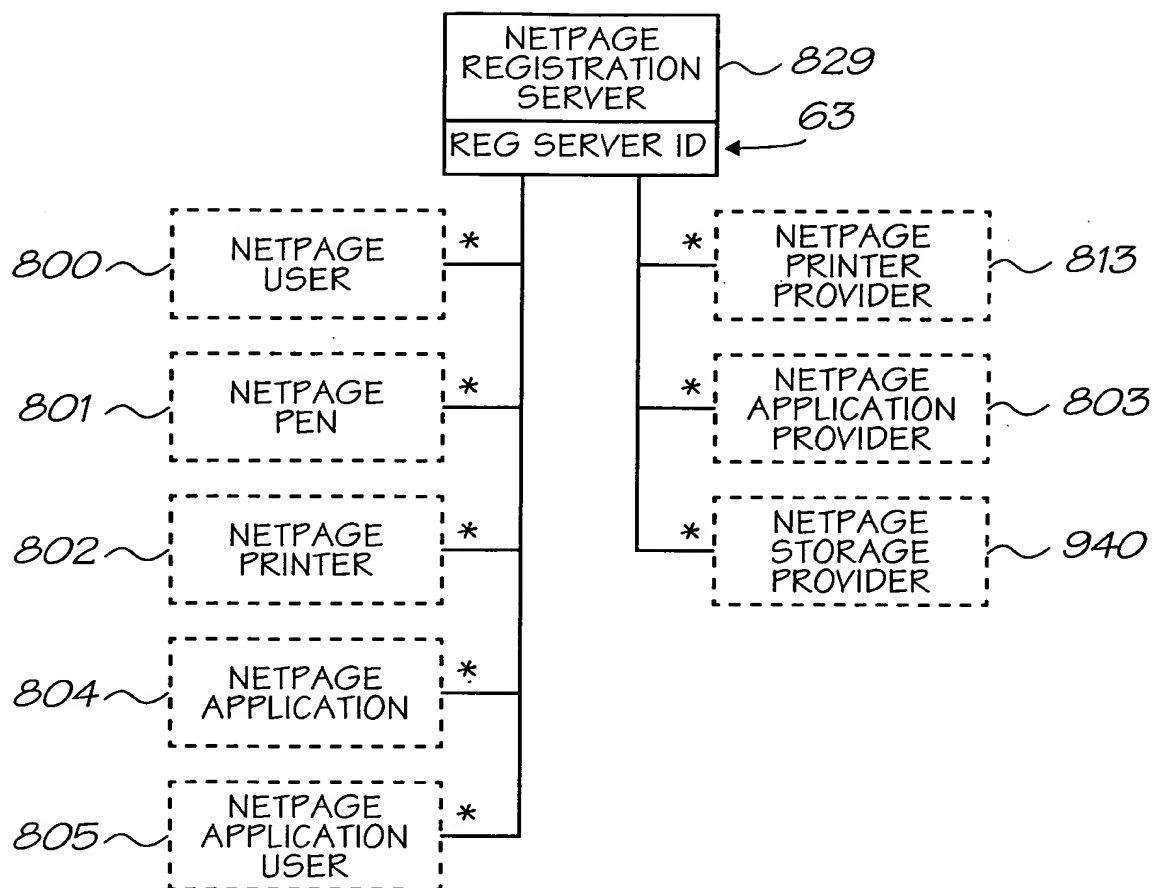 NETPAGE
REGISTRATION
SERVER
829
63
REG SERVER ID
800
NETPAGE
USER
*
*
NETPAGE
PRINTER
PROVIDER
813
801
NETPAGE
PEN
*
*
NETPAGE
APPLICATION
PROVIDER
803
802
NETPAGE
PRINTER
*
*
NETPAGE
STORAGE
PROVIDER
940
804
NETPAGE
APPLICATION
*
805
NETPAGE
APPLICATION
USER
*